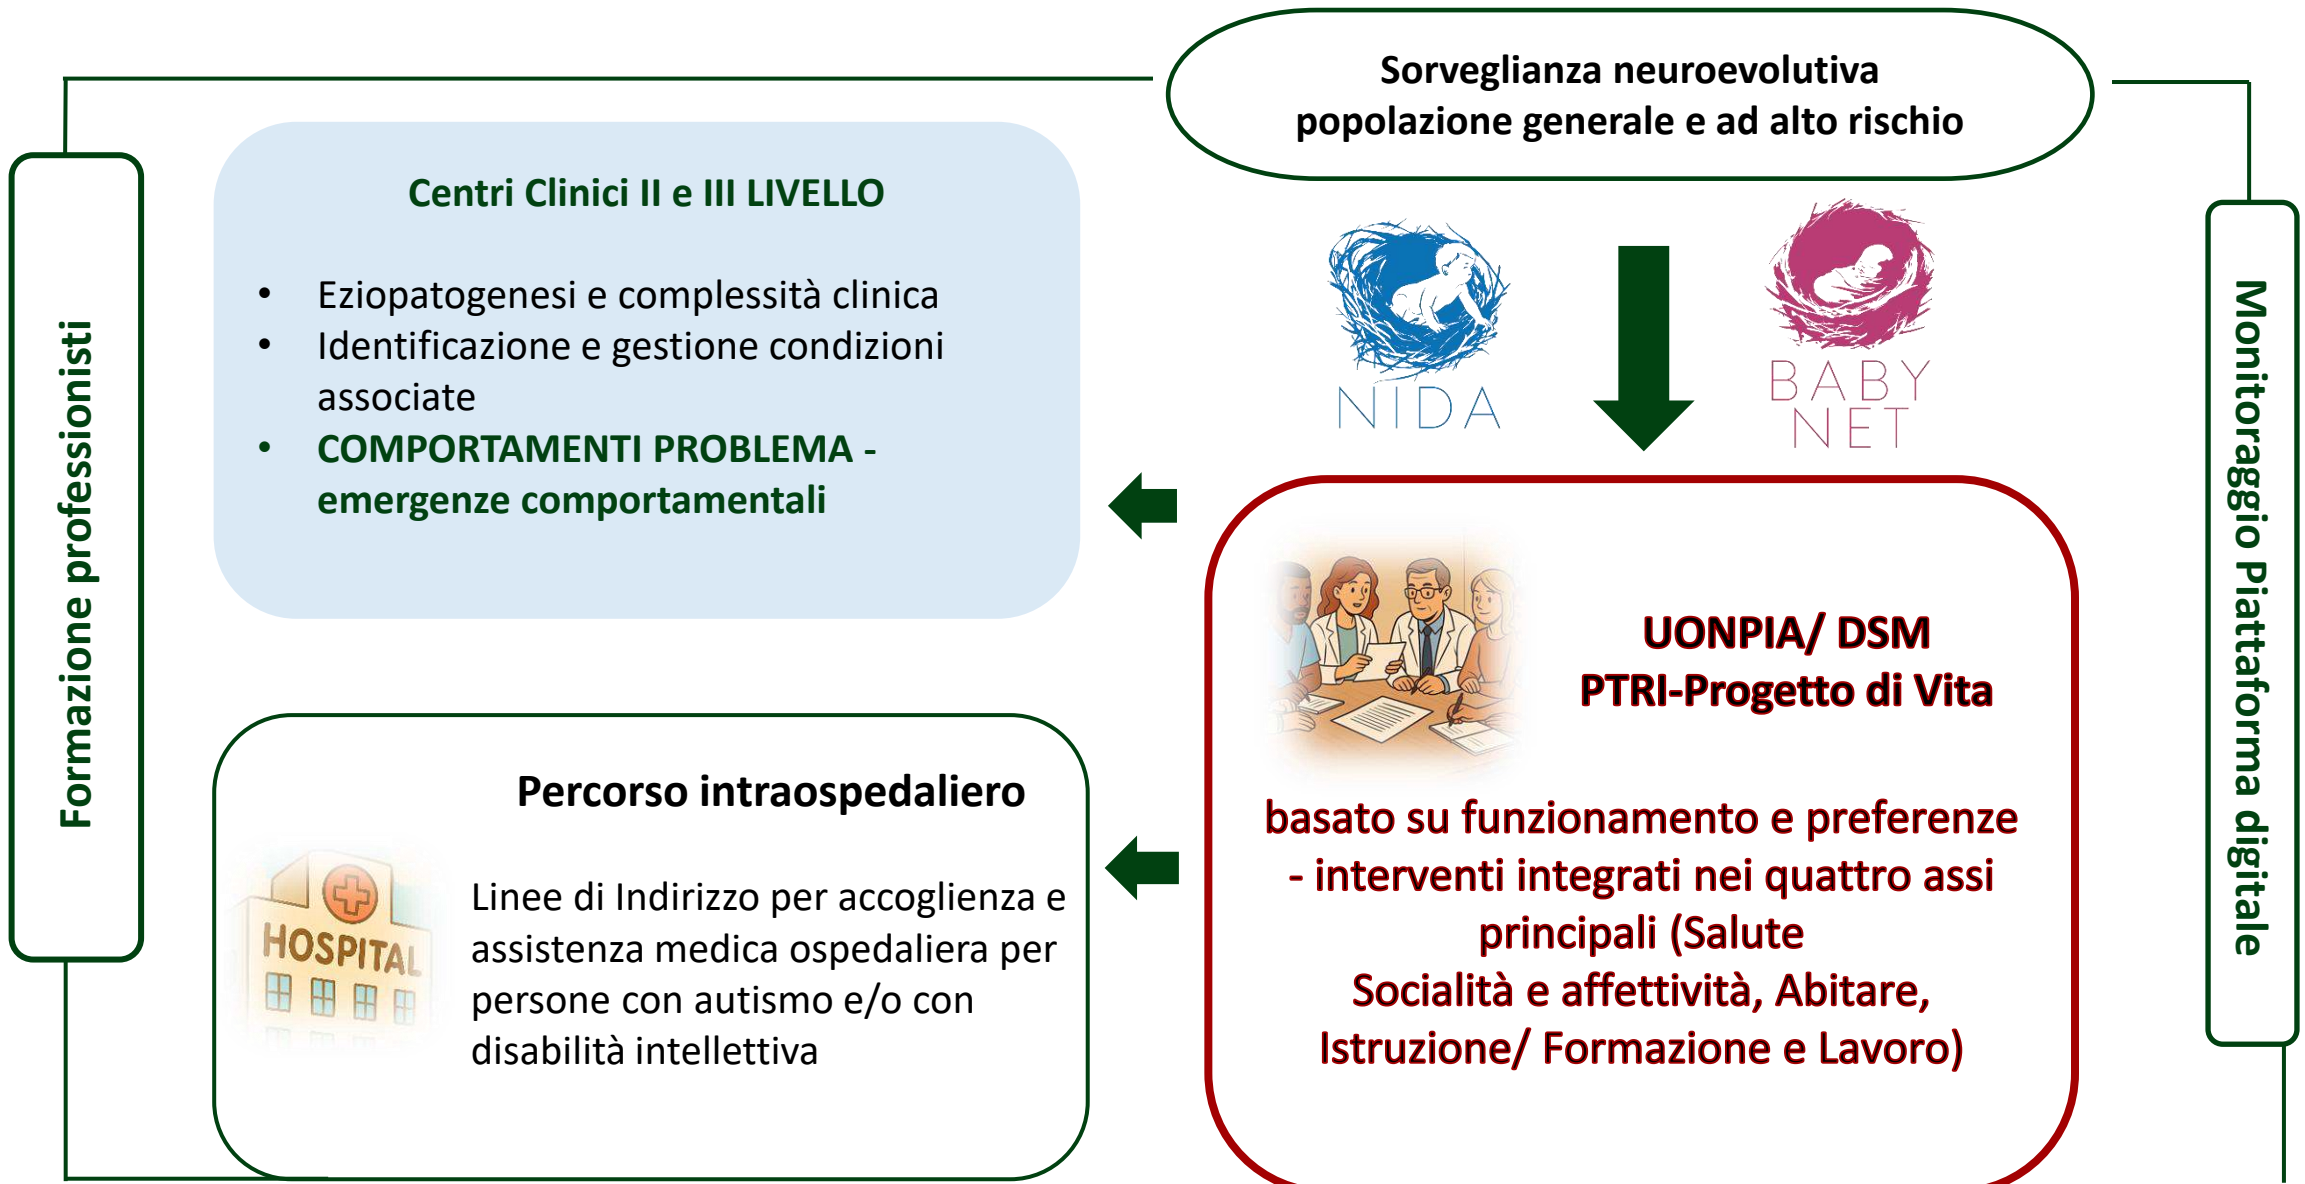 Sorveglianza neuroevolutiva
popolazione generale e ad alto rischio
Formazione professionisti
Centri Clinici II e III LIVELLO
• Eziopatogenesi e complessità clinica
• Identificazione e gestione condizioni
associate
• COMPORTAMENTI PROBLEMA -
emergenze comportamentali
NIDA
BABY
NET
Monitoraggio Piattaforma digitale
UONPIA/ DSM
PTRI-Progetto di Vita
basato su funzionamento e preferenze
- interventi integrati nei quattro assi
principali (Salute
Socialità e affettività, Abitare,
Istruzione/ Formazione e Lavoro)
Percorso intraospedaliero
HOSPITAL
Linee di Indirizzo per accoglienza e
assistenza medica ospedaliera per
persone con autismo e/o con
disabilità intellettiva